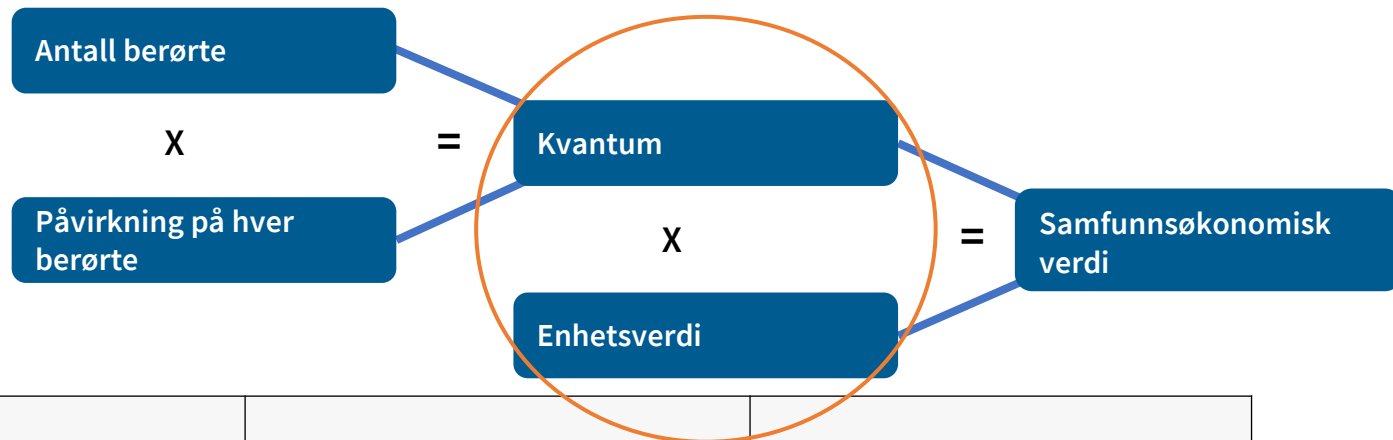 Antall berørte
x
=
Kvantum
Påvirkning på hver
berørte
x
=
Samfunnsøkonomisk
verdi
Enhetsverdi